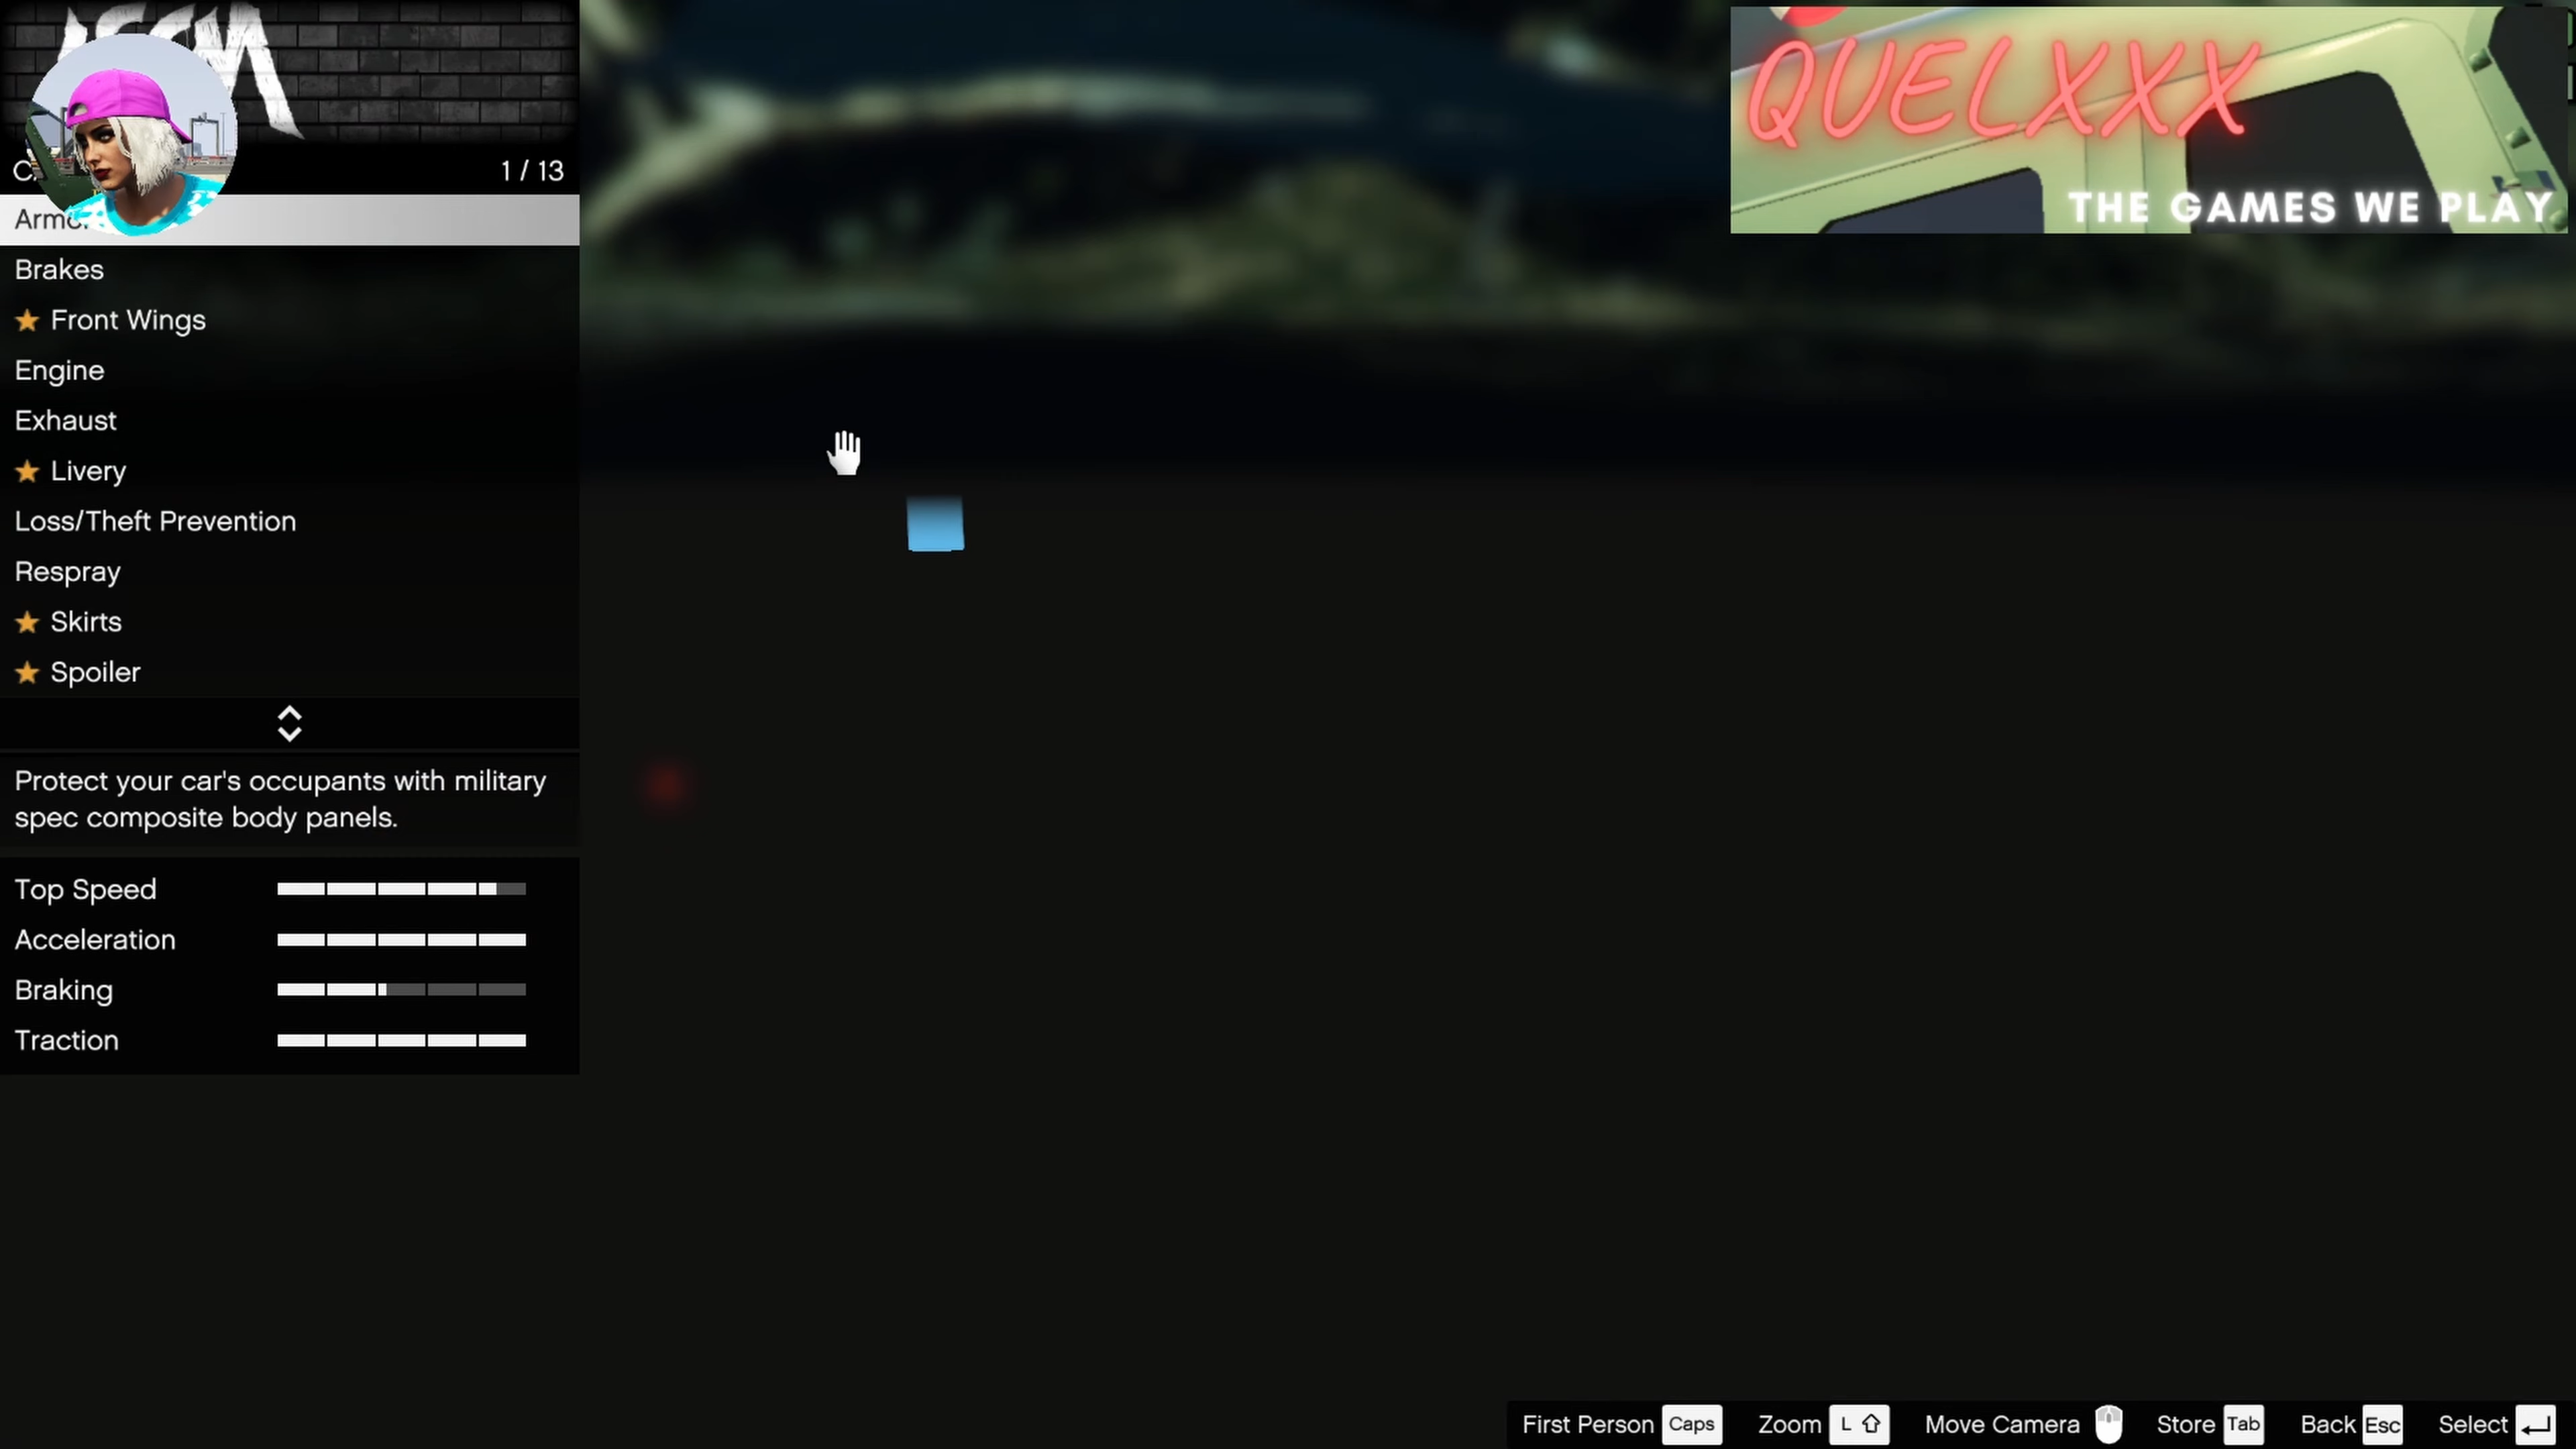 QUELXXX
THE GAMES WE PLAY
1 / 13
Brakes
★ Front Wings
Engine
Exhaust
★ Livery
Loss/Theft Prevention
Respray
★ Skirts
★ Spoiler
Protect your car's occupants with military
spec composite body panels.
Top Speed
Acceleration
Braking
Traction
First Person Caps Zoom L ⇧ Move Camera Store Tab Back Esc Select ↵